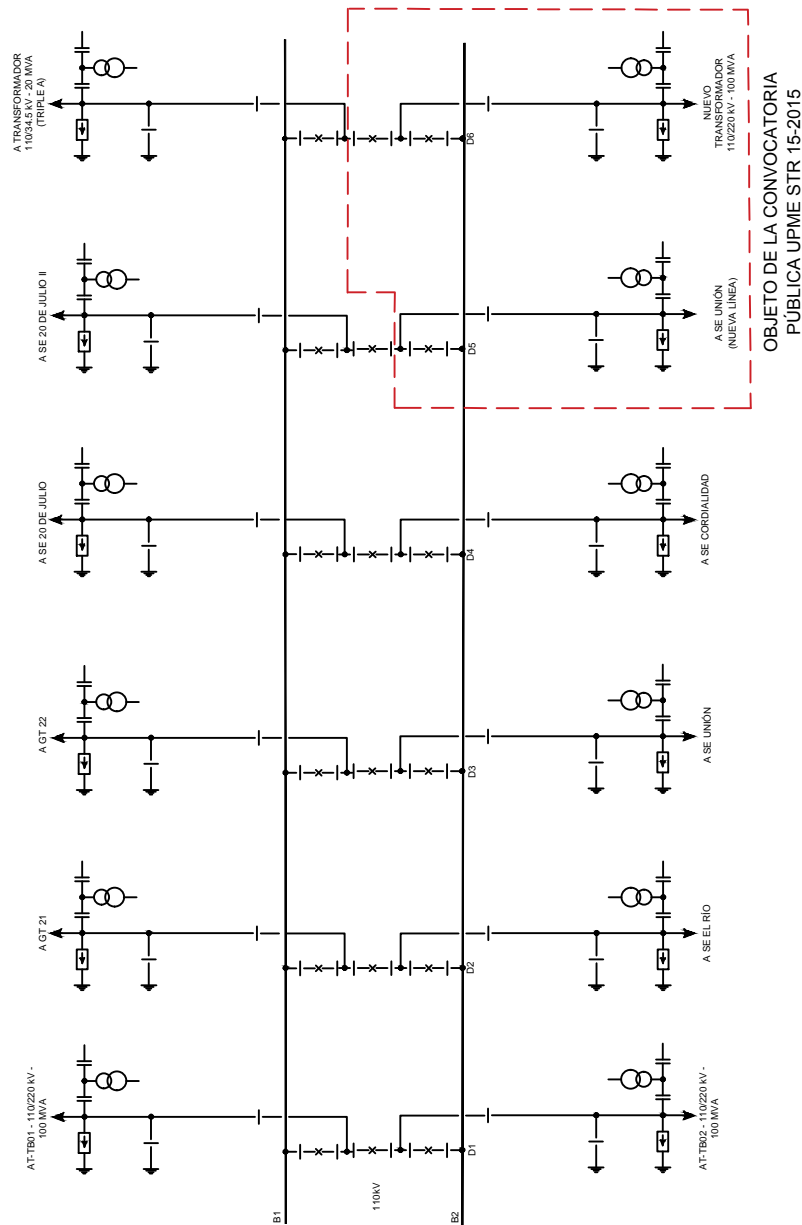 A TRANSFORMADOR
110/34.5 kV - 20 MVA
(TRIPLE A)
A SE 20 DE JULIO II
A SE 20 DE JULIO
A GT 22
A GT 21
AT-TB01 - 110/220 kV -
100 MVA
B1
110kV
B2
D6
D5
D4
D3
D2
D1
NUEVO
TRANSFORMADOR
110/220 kV - 100 MVA
A SE UNIÓN
(NUEVA LÍNEA)
A SE CORDIALIDAD
A SE UNIÓN
A SE EL RÍO
AT-TB02 - 110/220 kV -
100 MVA
OBJETO DE LA CONVOCATORIA
PÚBLICA UPME STR 15-2015